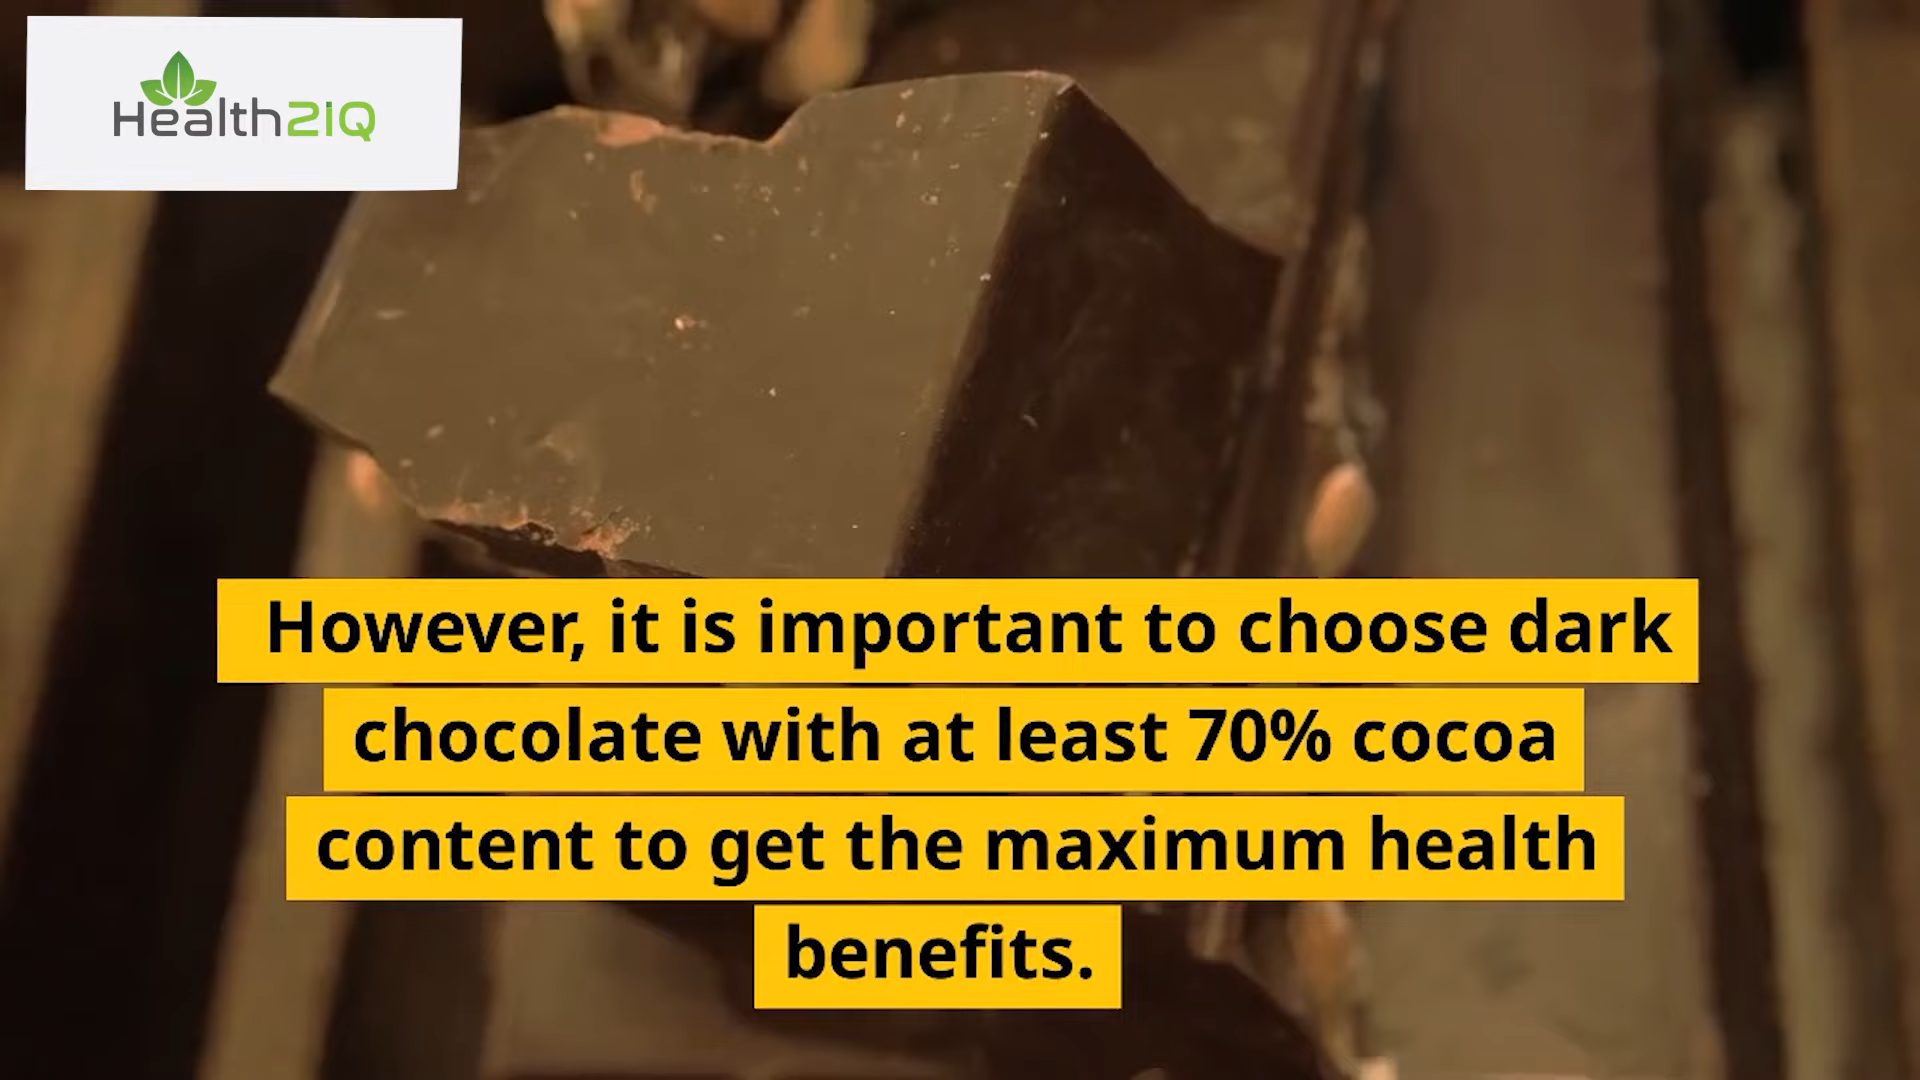 Health2IQ
However, it is important to choose dark
chocolate with at least 70% cocoa
content to get the maximum health
benefits.